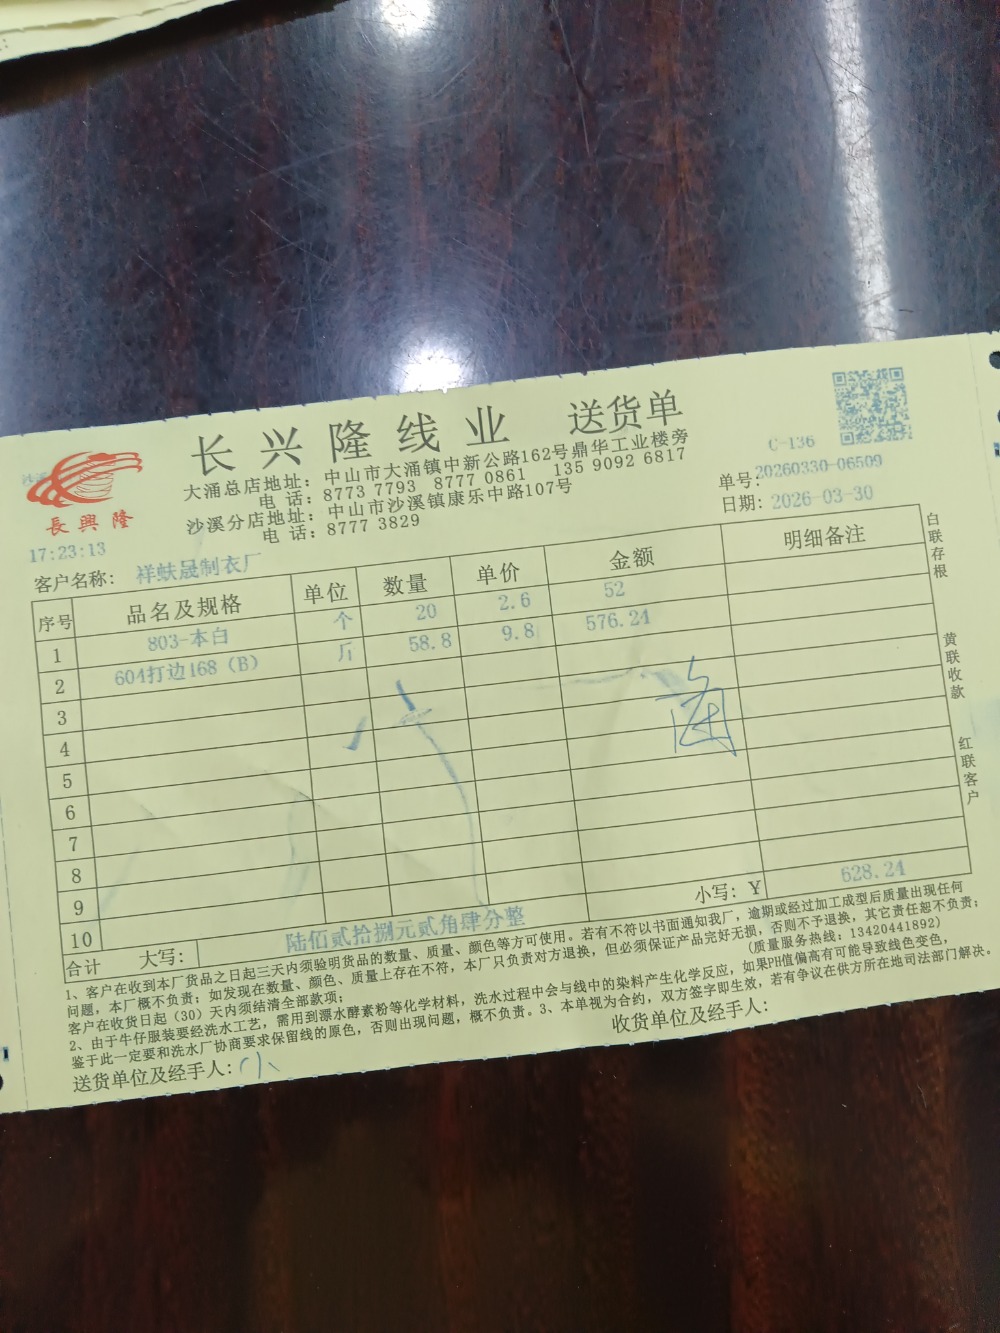 长兴隆线业 送货单
大涌总店地址：中山市大涌镇中新公路162号鼎华工业楼旁
电 话：8773 7793 8777 0861 135 9092 6817
沙溪分店地址：中山市沙溪镇康乐中路107号
电 话：8777 3829
長興隆
C-136
单号：20260330-06509
日期：2026-03-30
17:23:13
客户名称：祥蚨晟制衣厂
序号 品名及规格 单位 数量 单价 金额 明细备注
1 803-本白 个 20 2.6 52
2 604打边168（B） 斤 58.8 9.8 576.24
3
4
5
6
7
8
9
10
合计 大写：陆佰贰拾捌元贰角肆分整 小写：¥ 628.24
1、客户在收到本厂货品之日起三天内须验明货品的数量、质量、颜色等方可使用。若有不符以书面通知我厂，逾期或经过加工成型后质量出现任何
问题，本厂概不负责；如发现在数量、颜色、质量上存在不符，本厂只负责对方退换，但必须保证产品完好无损，否则不予退换，其它责任恕不负责；
客户在收货日起（30）天内须结清全部款项； （质量服务热线：13420441892）
2、由于牛仔服装要经洗水工艺，需用到漂水酵素粉等化学材料，洗水过程中会与线中的染料产生化学反应，如果PH值偏高有可能导致线色变色，
鉴于此一定要和洗水厂协商要求保留线的原色，否则出现问题，概不负责。3、本单视为合约，双方签字即生效，若有争议在供方所在地司法部门解决。
送货单位及经手人： 收货单位及经手人：
白联存根
黄联收款
红联客户